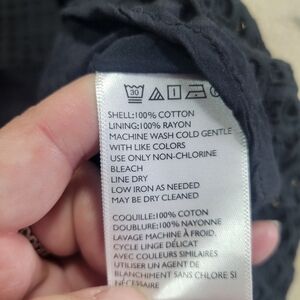 30
SHELL:100% COTTON
LINING:100% RAYON
MACHINE WASH COLD GENTLE
WITH LIKE COLORS
USE ONLY NON-CHLORINE
BLEACH
LINE DRY
LOW IRON AS NEEDED
MAY BE DRY CLEANED
COQUILLE:100% COTON
DOUBLURE:100% NAYONNE
LAVAGE MACHINE À FROID,
CYCLE LINGE DÉLICAT
AVEC COULEURS SIMILAIRES
UTILISER UN AGENT DE
BLANCHIMENT SANS CHLORE SI
NÉCESSAIRE